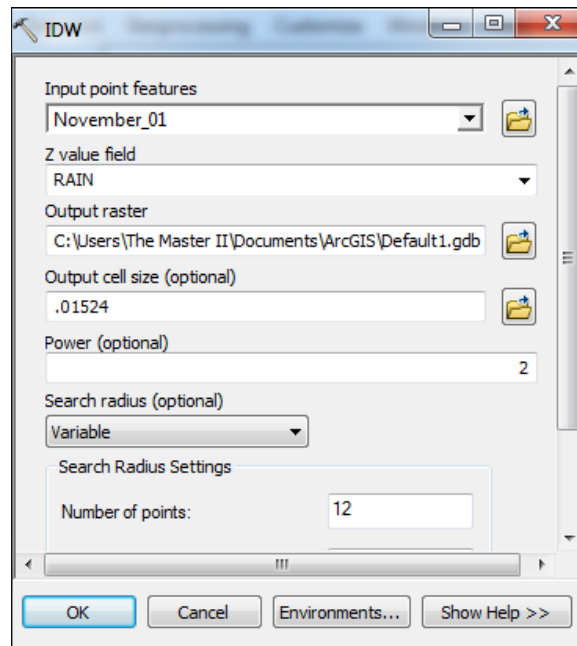 IDW
Input point features
November_01
Z value field
RAIN
Output raster
C:\Users\The Master II\Documents\ArcGIS\Default1.gdb
Output cell size (optional)
.01524
Power (optional)
2
Search radius (optional)
Variable
Search Radius Settings
Number of points: 12
OK Cancel Environments... Show Help >>